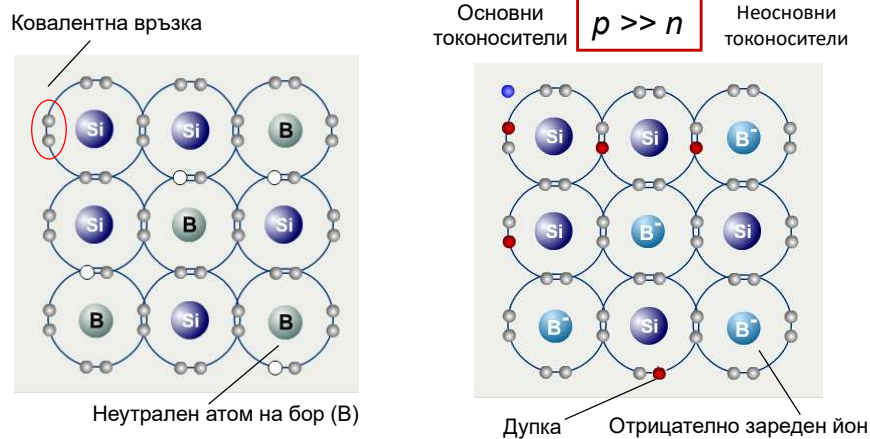 Ковалентна връзка
Основни
токоносители
p >> n
Неосновни
токоносители
Si
Si
B
Si
B
Si
B
Si
B
Неутрален атом на бор (B)
Si
Si
B⁻
Si
B⁻
Si
B⁻
Si
B⁻
Дупка
Отрицателно зареден йон